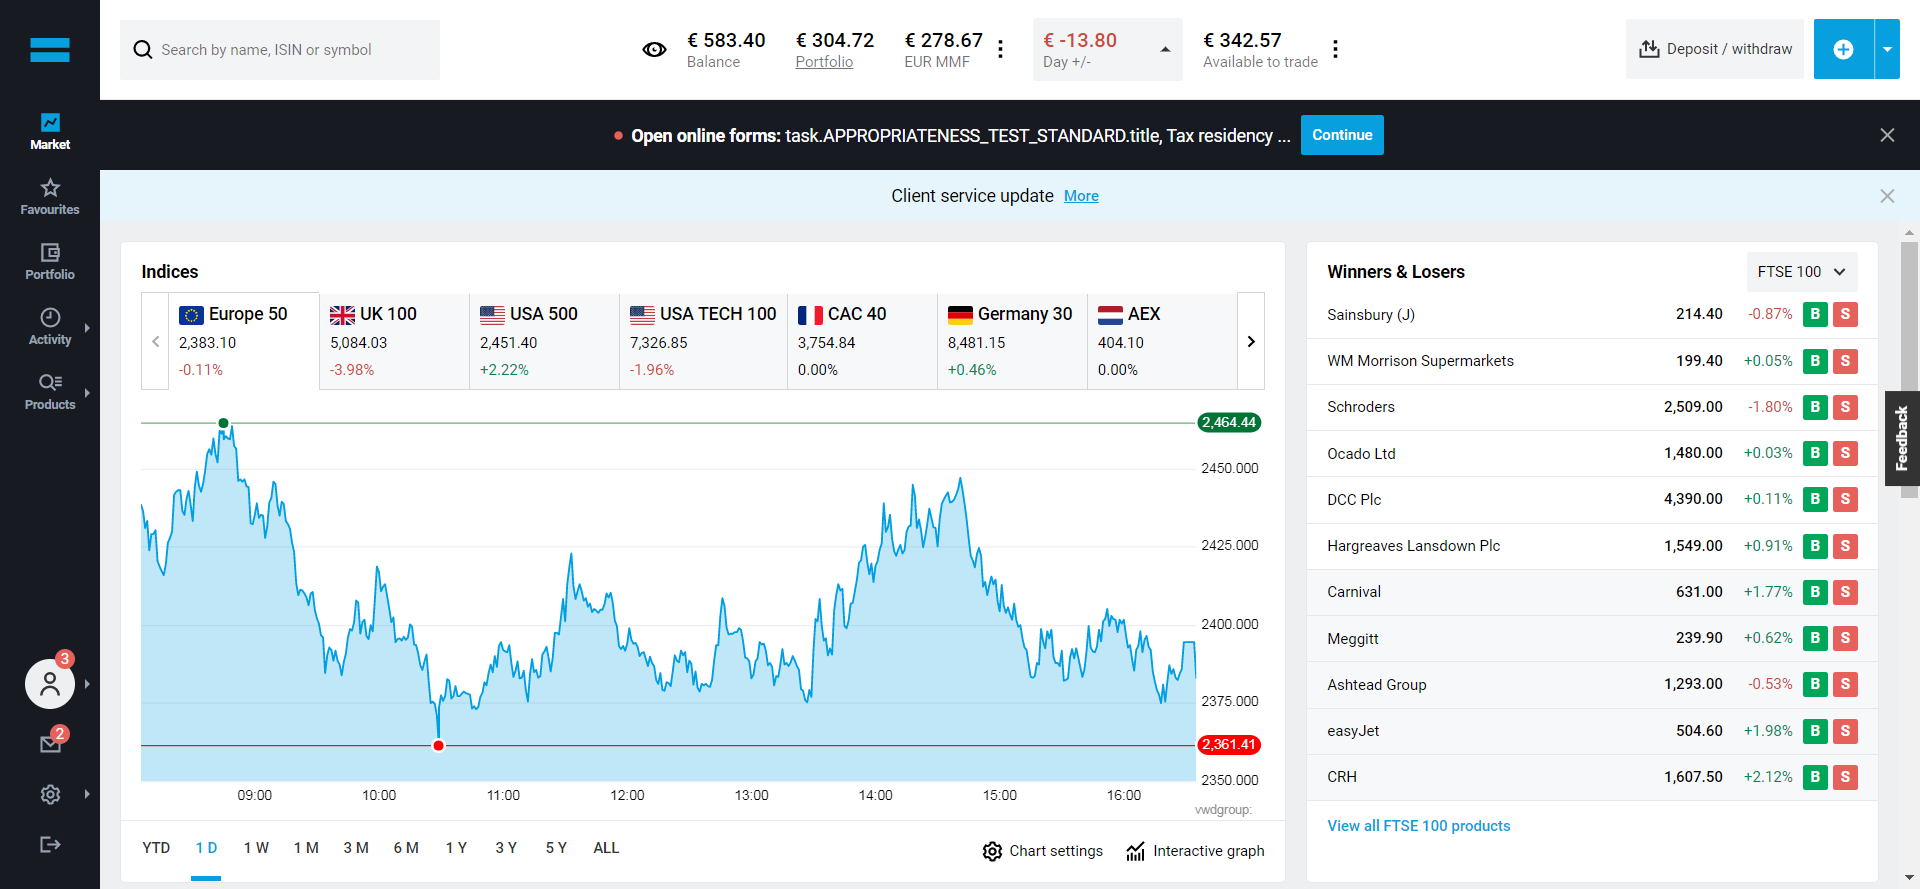 Search by name, ISIN or symbol
€ 583.40
Balance
€ 304.72
Portfolio
€ 278.67
EUR MMF
€ -13.80
Day +/-
€ 342.57
Available to trade
Deposit / withdraw
Market
Favourites
Portfolio
Activity
Products
3
2
Open online forms: task.APPROPRIATENESS_TEST_STANDARD.title, Tax residency ...
Continue
Client service update More
Indices
Europe 50
2,383.10
-0.11%
UK 100
5,084.03
-3.98%
USA 500
2,451.40
+2.22%
USA TECH 100
7,326.85
-1.96%
CAC 40
3,754.84
0.00%
Germany 30
8,481.15
+0.46%
AEX
404.10
0.00%
2,464.44
2450.000
2425.000
2400.000
2375.000
2,361.41
2350.000
09:00 10:00 11:00 12:00 13:00 14:00 15:00 16:00
vwdgroup:
YTD 1 D 1 W 1 M 3 M 6 M 1 Y 3 Y 5 Y ALL
Chart settings
Interactive graph
Winners & Losers
FTSE 100
Sainsbury (J) 214.40 -0.87% B S
WM Morrison Supermarkets 199.40 +0.05% B S
Schroders 2,509.00 -1.80% B S
Ocado Ltd 1,480.00 +0.03% B S
DCC Plc 4,390.00 +0.11% B S
Hargreaves Lansdown Plc 1,549.00 +0.91% B S
Carnival 631.00 +1.77% B S
Meggitt 239.90 +0.62% B S
Ashtead Group 1,293.00 -0.53% B S
easyJet 504.60 +1.98% B S
CRH 1,607.50 +2.12% B S
View all FTSE 100 products
Feedback